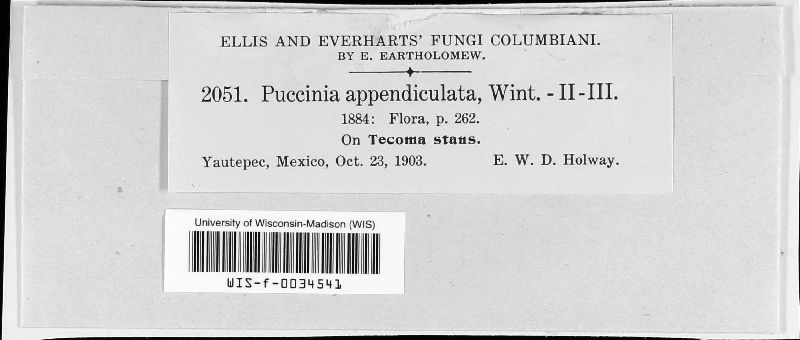 ELLIS AND EVERHARTS' FUNGI COLUMBIANI.
BY E. BARTHOLOMEW.
2051. Puccinia appendiculata, Wint. - II-III.
1884: Flora, p. 262.
On Tecoma stans.
Yautepec, Mexico, Oct. 23, 1903. E. W. D. Holway.
University of Wisconsin-Madison (WIS)
WIS-f-0034541